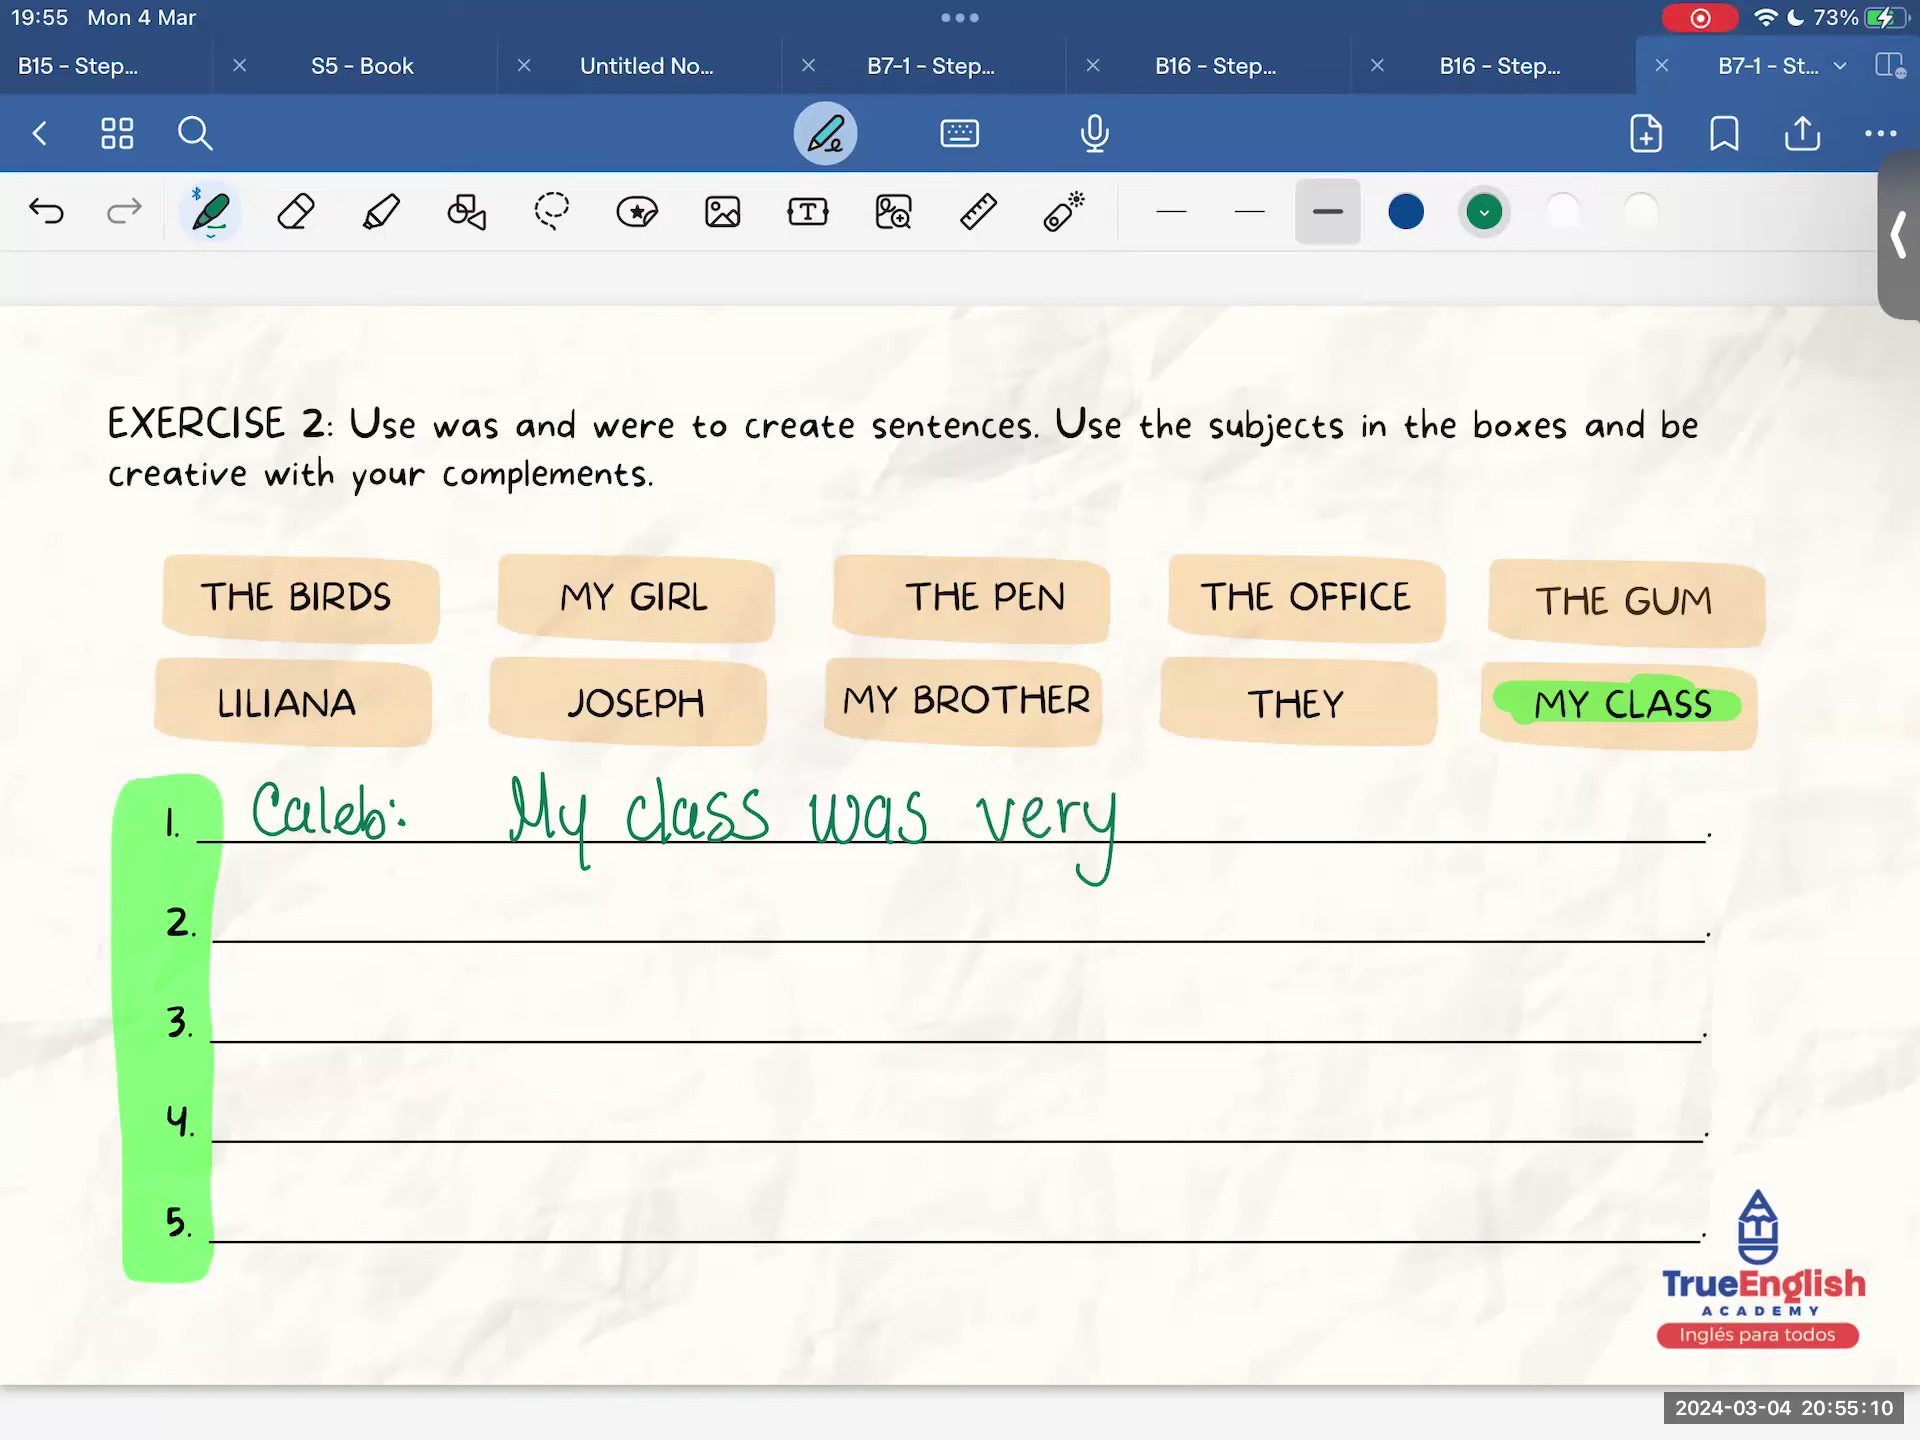 19:55 Mon 4 Mar
73%
B15 – Step...
S5 – Book
Untitled No...
B7-1 – Step...
B16 – Step...
B16 – Step...
B7-1 – St...
EXERCISE 2: Use was and were to create sentences. Use the subjects in the boxes and be
creative with your complements.
THE BIRDS MY GIRL THE PEN THE OFFICE THE GUM
LILIANA JOSEPH MY BROTHER THEY MY CLASS
1. Caleb: My class was very .
2. .
3. .
4. .
5. .
TrueEnglish
ACADEMY
Inglés para todos
2024-03-04 20:55:10